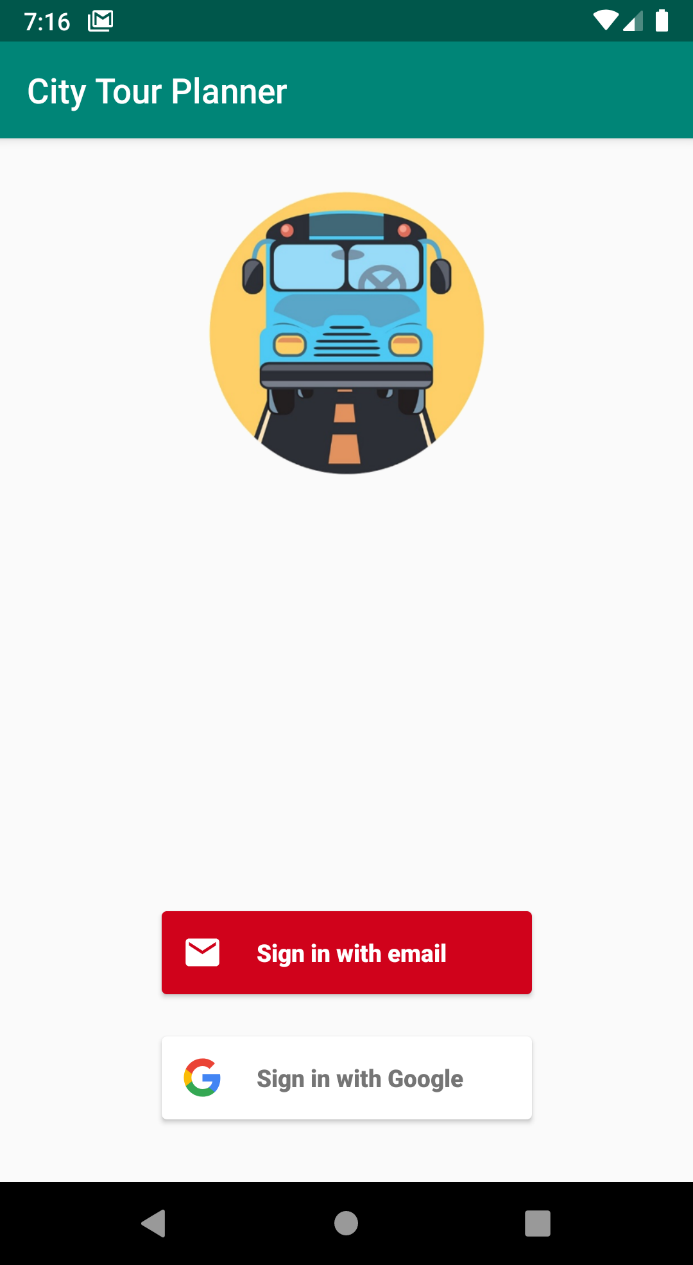 7:16
City Tour Planner
Sign in with email
Sign in with Google